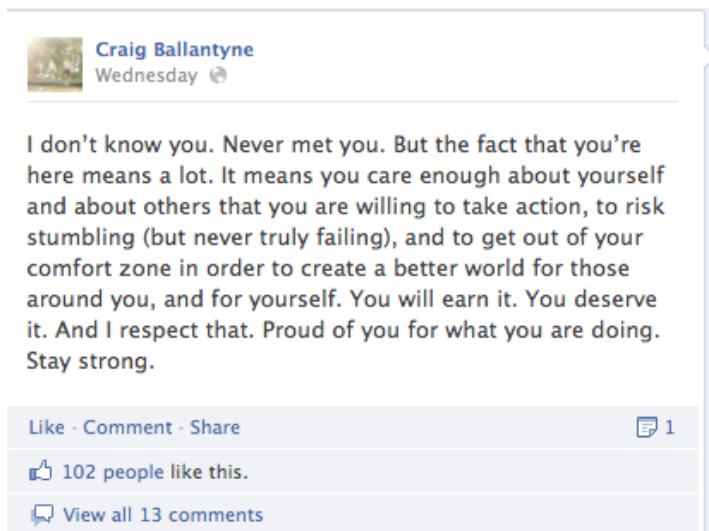 Craig Ballantyne
Wednesday
I don’t know you. Never met you. But the fact that you’re
here means a lot. It means you care enough about yourself
and about others that you are willing to take action, to risk
stumbling (but never truly failing), and to get out of your
comfort zone in order to create a better world for those
around you, and for yourself. You will earn it. You deserve
it. And I respect that. Proud of you for what you are doing.
Stay strong.
Like · Comment · Share 1
102 people like this.
View all 13 comments